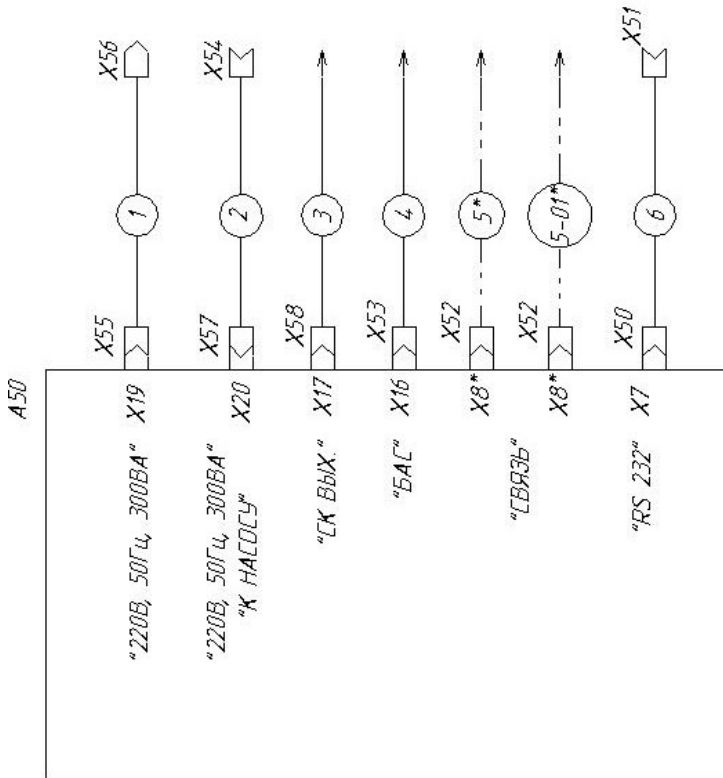 A50
"220В, 50Гц, 300ВА" X19 X55 1 X56
"220В, 50Гц, 300ВА" X20 X57 2 X54
"К НАСОСУ"
"СК ВЫХ." X17 X58 3
"БАС" X16 X53 4
X8* X52 5*
"СВЯЗЬ"
X8* X52 5-01*
"RS 232" X7 X50 6 X51